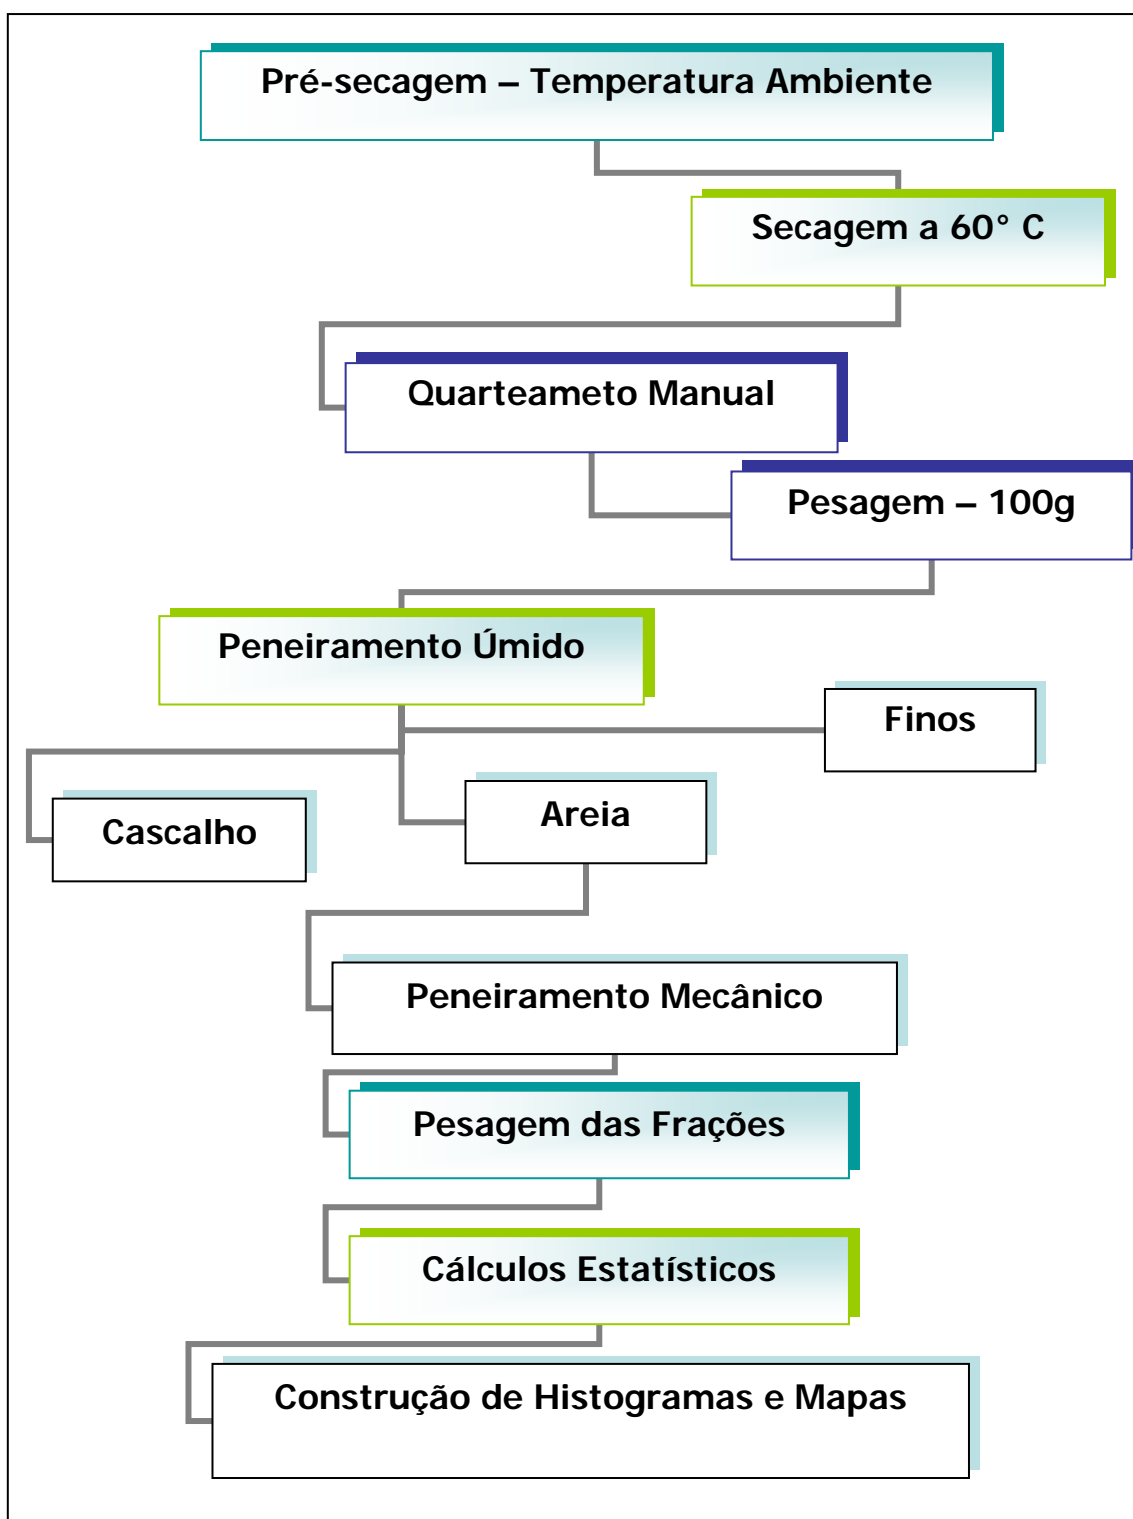 Pré-secagem – Temperatura Ambiente
Secagem a 60° C
Quarteameto Manual
Pesagem – 100g
Peneiramento Úmido
Finos
Areia
Cascalho
Peneiramento Mecânico
Pesagem das Frações
Cálculos Estatísticos
Construção de Histogramas e Mapas